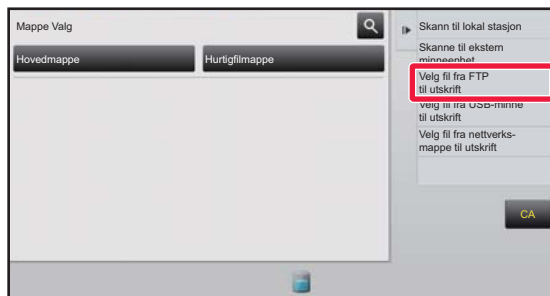 Mappe Valg
Hovedmappe
Hurtigfilmappe
Skann til lokal stasjon
Skanne til ekstern
minneenhet
Velg fil fra FTP
til utskrift
Velg fil fra USB-minne
til utskrift
Velg fil fra nettverks-
mappe til utskrift
CA